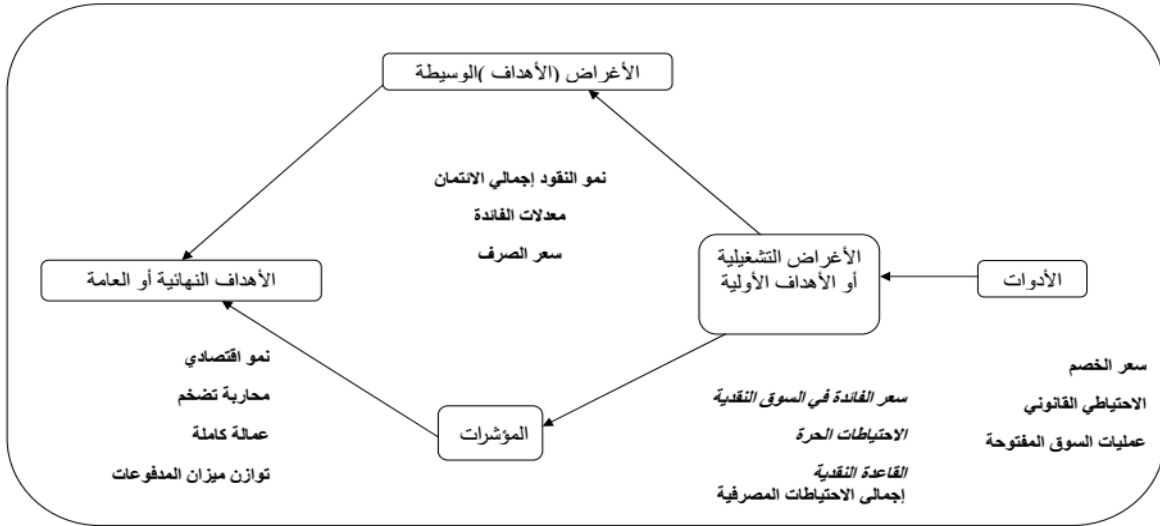 الأغراض (الأهداف )الوسيطة
نمو النقود إجمالي الائتمان
معدلات الفائدة
سعر الصرف
الأدوات
الأغراض التشغيلية
أو الأهداف الأولية
الأهداف النهائية أو العامة
سعر الخصم
الاحتياطي القانوني
عمليات السوق المفتوحة
سعر الفائدة في السوق النقدية
الاحتياطات الحرة
القاعدة النقدية
إجمالي الاحتياطات المصرفية
المؤشرات
نمو اقتصادي
محاربة تضخم
عمالة كاملة
توازن ميزان المدفوعات